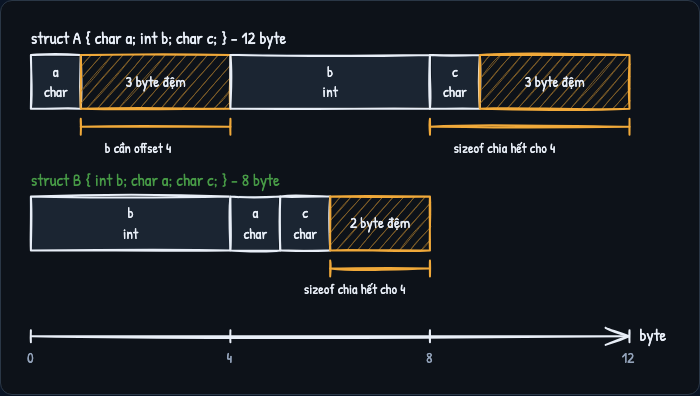 struct A { char a; int b; char c; } – 12 byte
a
char
3 byte đệm
b
int
c
char
3 byte đệm
b cần offset 4
sizeof chia hết cho 4
struct B { int b; char a; char c; } – 8 byte
b
int
a
char
c
char
2 byte đệm
sizeof chia hết cho 4
byte
0
4
8
12